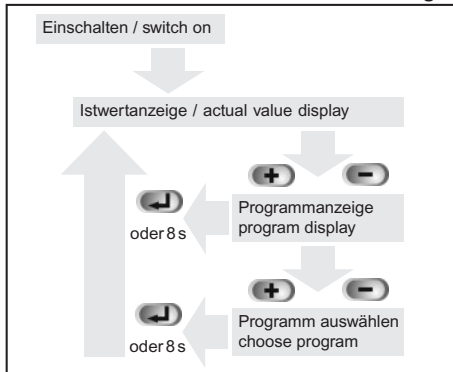 Einschalten / switch on
Istwertanzeige / actual value display
+ -
Programmanzeige
program display
oder 8 s
+ -
Programm auswählen
choose program
oder 8 s